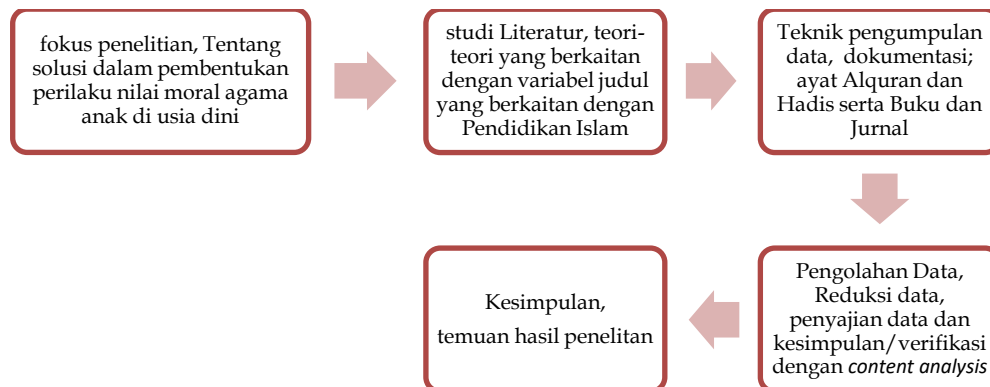 fokus penelitian, Tentang
solusi dalam pembentukan
perilaku nilai moral agama
anak di usia dini
studi Literatur, teori-
teori yang berkaitan
dengan variabel judul
yang berkaitan dengan
Pendidikan Islam
Teknik pengumpulan
data, dokumentasi;
ayat Alquran dan
Hadis serta Buku dan
Jurnal
Pengolahan Data,
Reduksi data,
penyajian data dan
kesimpulan/verifikasi
dengan content analysis
Kesimpulan,
temuan hasil penelitan